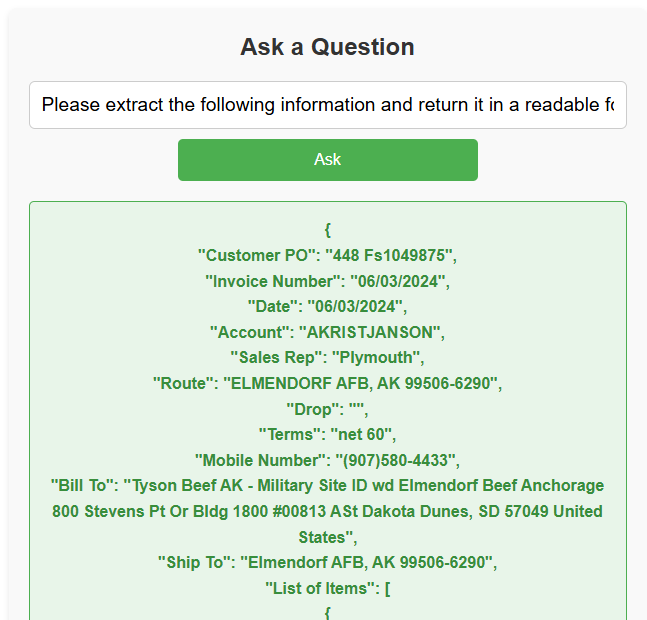 Ask a Question
Please extract the following information and return it in a readable fo
Ask
{
"Customer PO": "448 Fs1049875",
"Invoice Number": "06/03/2024",
"Date": "06/03/2024",
"Account": "AKRISTJANSON",
"Sales Rep": "Plymouth",
"Route": "ELMENDORF AFB, AK 99506-6290",
"Drop": "",
"Terms": "net 60",
"Mobile Number": "(907)580-4433",
"Bill To": "Tyson Beef AK - Military Site ID wd Elmendorf Beef Anchorage
800 Stevens Pt Or Bldg 1800 #00813 ASt Dakota Dunes, SD 57049 United
States",
"Ship To": "Elmendorf AFB, AK 99506-6290",
"List of Items": [
{